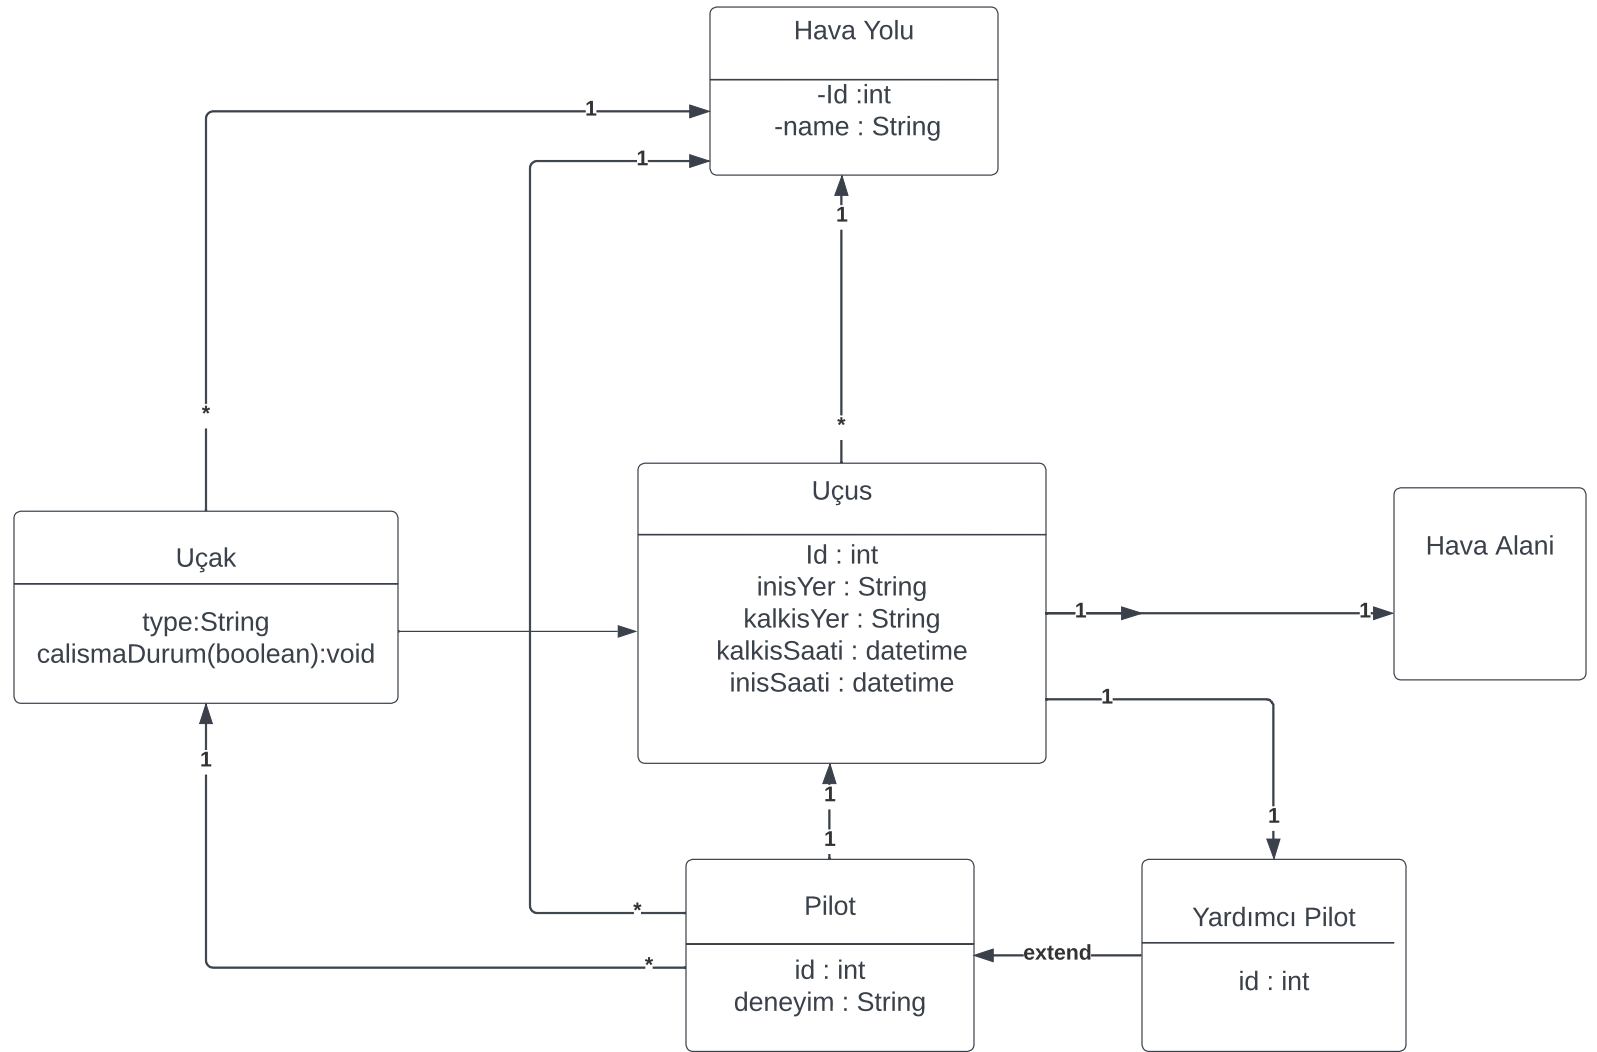 Hava Yolu
-Id :int
-name : String
1
1
1
*
*
Uçak
type:String
calismaDurum(boolean):void
Uçus
Id : int
inisYer : String
kalkisYer : String
kalkisSaati : datetime
inisSaati : datetime
Hava Alani
1
1
1
1
1
1
1
*
*
Pilot
id : int
deneyim : String
extend
Yardımcı Pilot
id : int